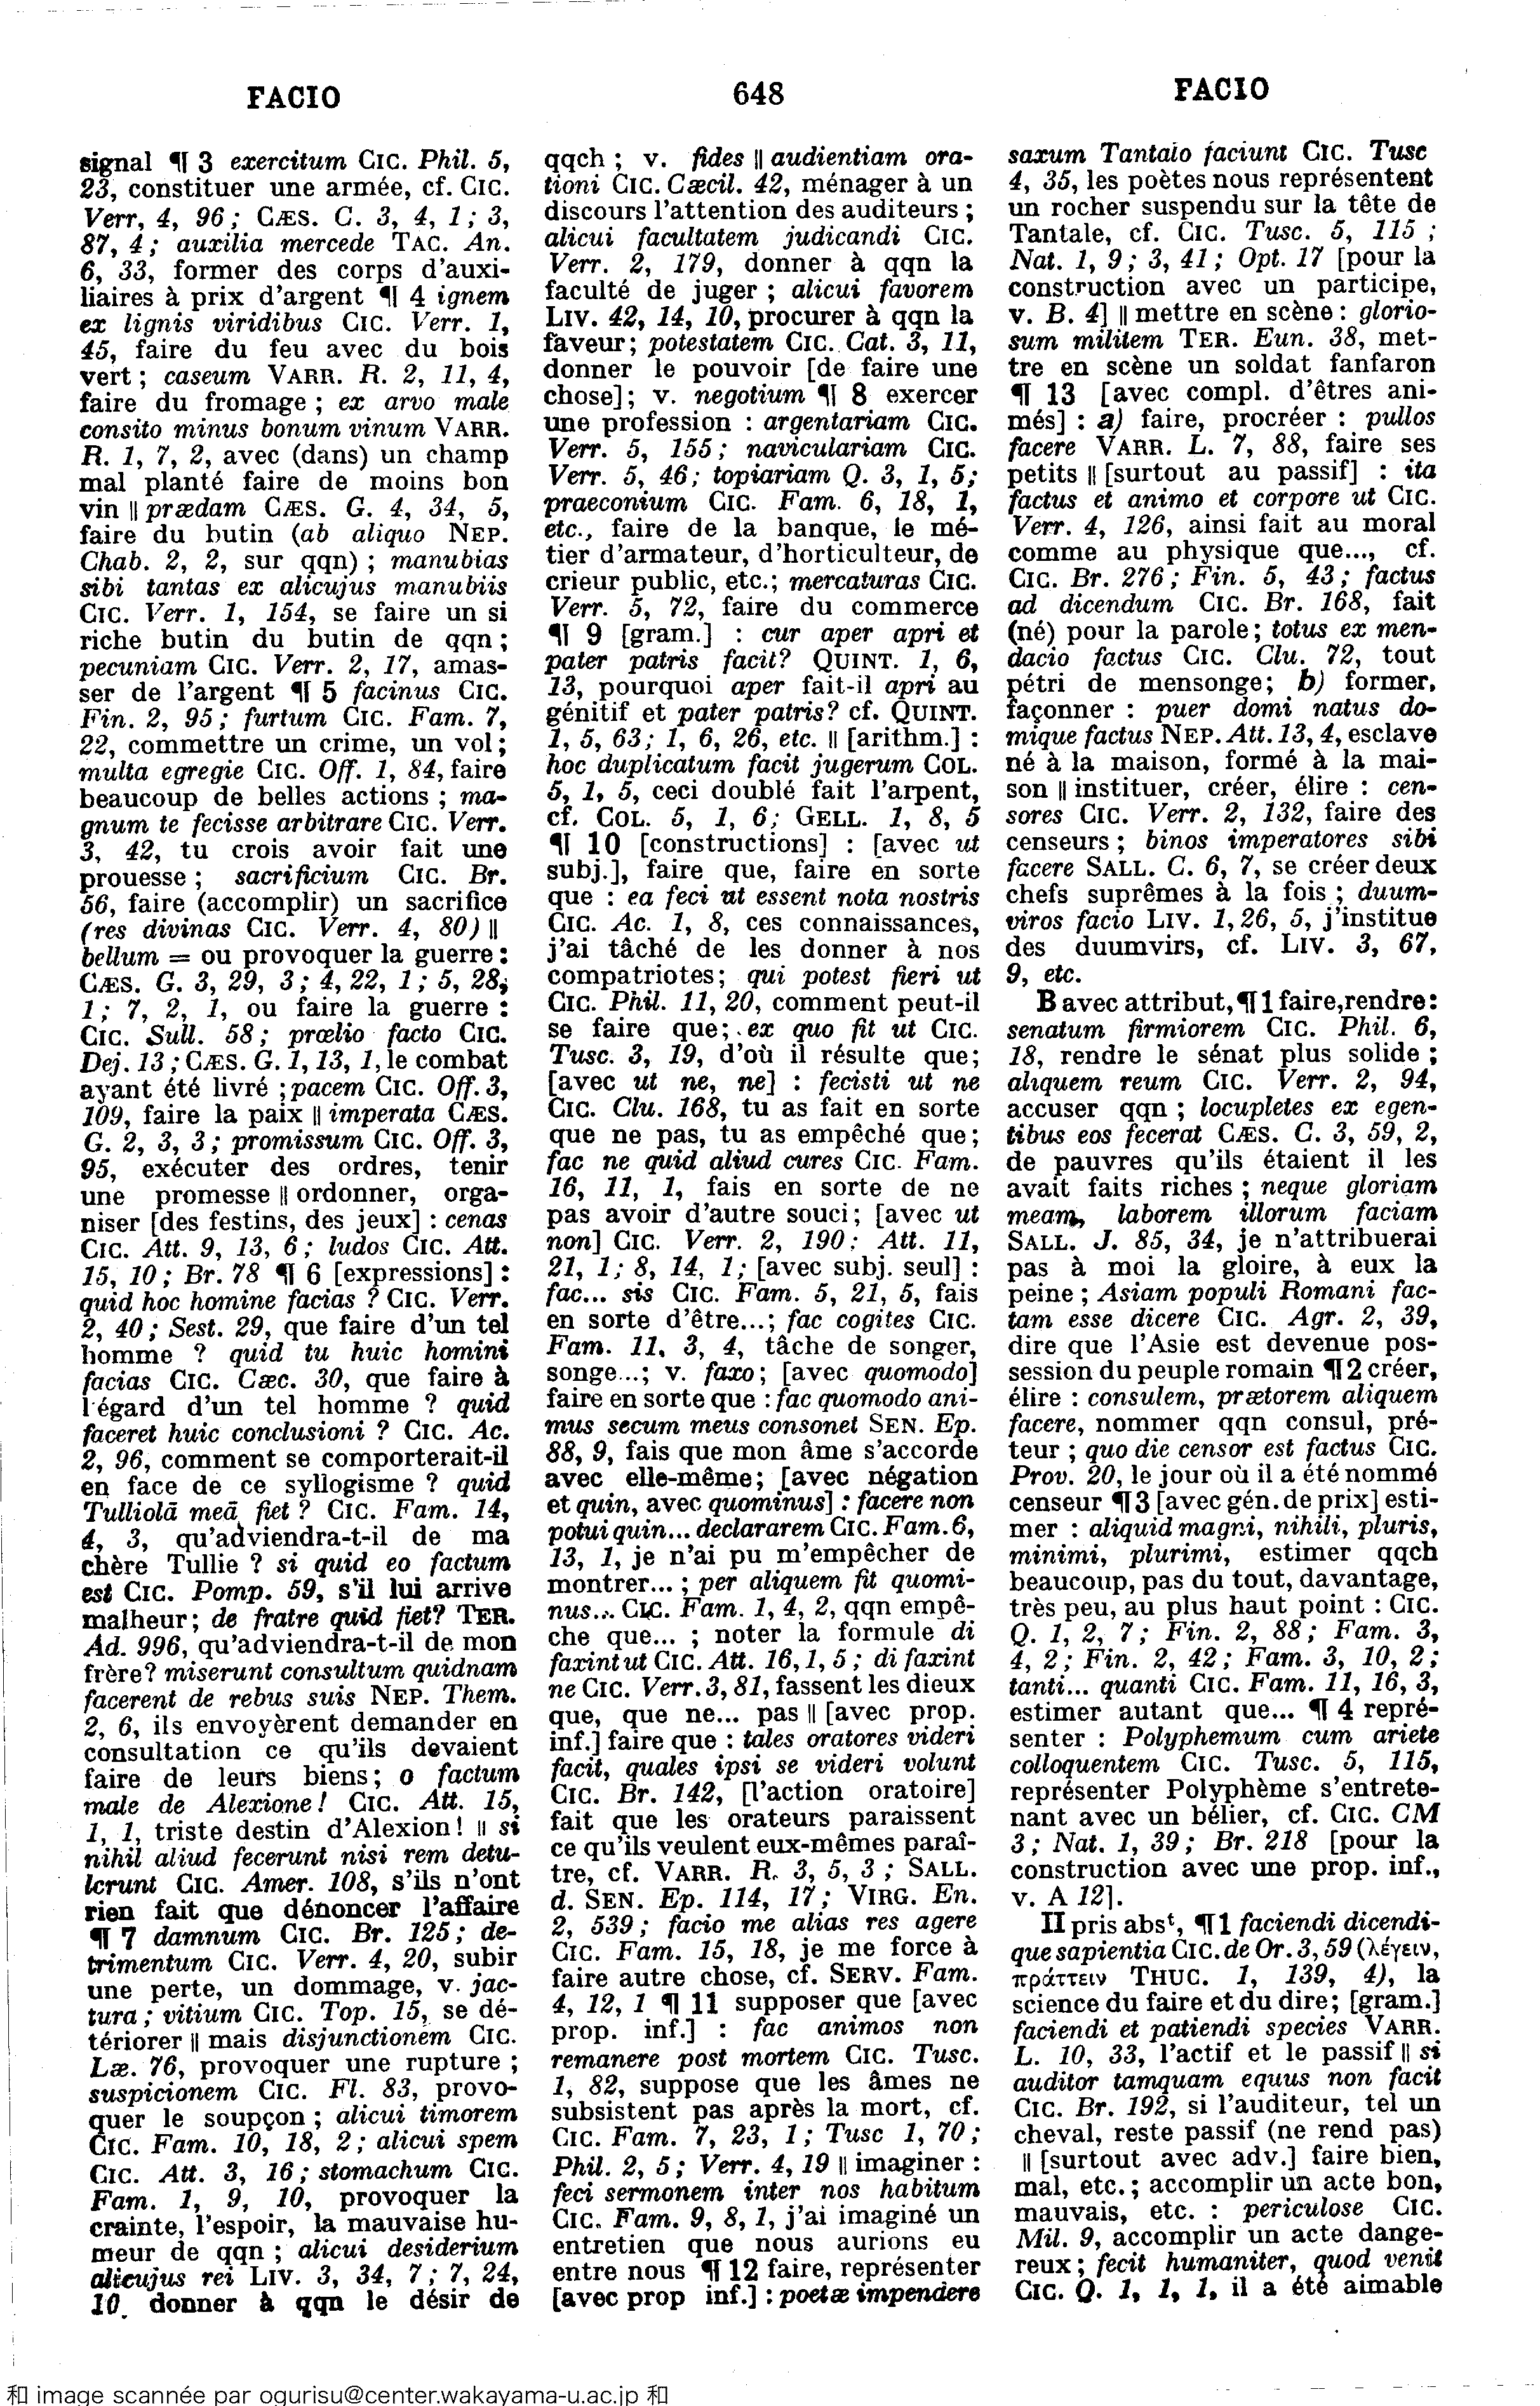 FACIO
648
FACIO
signal ¶ 3 exercitum CIC. Phil. 5,
23, constituer une armée, cf. CIC.
Verr, 4, 96 ; CÆS. C. 3, 4, 1 ; 3,
87, 4 ; auxilia mercede TAC. An.
6, 33, former des corps d'auxi-
liaires à prix d'argent ¶ 4 ignem
ex lignis viridibus CIC. Verr. 1,
45, faire du feu avec du bois
vert ; caseum VARR. R. 2, 11, 4,
faire du fromage ; ex arvo male
consito minus bonum vinum VARR.
R. 1, 7, 2, avec (dans) un champ
mal planté faire de moins bon
vin || prædam CÆS. G. 4, 34, 5,
faire du butin (ab aliquo NEP.
Chab. 2, 2, sur qqn) ; manubias
sibi tantas ex alicujus manubiis
CIC. Verr. 1, 154, se faire un si
riche butin du butin de qqn ;
pecuniam CIC. Verr. 2, 17, amas-
ser de l'argent ¶ 5 facinus CIC.
Fin. 2, 95 ; furtum CIC. Fam. 7,
22, commettre un crime, un vol ;
multa egregie CIC. Off. 1, 84, faire
beaucoup de belles actions ; ma-
gnum te fecisse arbitrare CIC. Verr.
3, 42, tu crois avoir fait une
prouesse ; sacrificium CIC. Br.
56, faire (accomplir) un sacrifice
(res divinas CIC. Verr. 4, 80) ||
bellum = ou provoquer la guerre :
CÆS. G. 3, 29, 3 ; 4, 22, 1 ; 5, 28,
1 ; 7, 2, 1, ou faire la guerre :
CIC. Sull. 58 ; prœlio facto CIC.
Dej. 13 ; CÆS. G. 1, 13, 1, le combat
ayant été livré ; pacem CIC. Off. 3,
109, faire la paix || imperata CÆS.
G. 2, 3, 3 ; promissum CIC. Off. 3,
95, exécuter des ordres, tenir
une promesse || ordonner, orga-
niser [des festins, des jeux] : cenas
CIC. Att. 9, 13, 6 ; ludos CIC. Att.
15, 10 ; Br. 78 ¶ 6 [expressions] :
quid hoc homine facias ? CIC. Verr.
2, 40 ; Sest. 29, que faire d'un tel
homme ? quid tu huic homini
facias CIC. Cæc. 30, que faire à
l'égard d'un tel homme ? quid
faceret huic conclusioni ? CIC. Ac.
2, 96, comment se comporterait-il
en face de ce syllogisme ? quid
Tulliolā meā fiet ? CIC. Fam. 14,
4, 3, qu'adviendra-t-il de ma
chère Tullie ? si quid eo factum
est CIC. Pomp. 59, s'il lui arrive
malheur ; de fratre quid fiet? TER.
Ad. 996, qu'adviendra-t-il de mon
frère? miserunt consultum quidnam
facerent de rebus suis NEP. Them.
2, 6, ils envoyèrent demander en
consultation ce qu'ils devaient
faire de leurs biens ; o factum
male de Alexione ! CIC. Att. 15,
1, 1, triste destin d'Alexion ! || si
nihil aliud fecerunt nisi rem detu-
lerunt CIC. Amer. 108, s'ils n'ont
rien fait que dénoncer l'affaire
¶ 7 damnum CIC. Br. 125 ; de-
trimentum CIC. Verr. 4, 20, subir
une perte, un dommage, v. jac-
tura ; vitium CIC. Top. 15, se dé-
tériorer || mais disjunctionem CIC.
Læ. 76, provoquer une rupture ;
suspicionem CIC. Fl. 83, provo-
quer le soupçon ; alicui timorem
CIC. Fam. 10, 18, 2 ; alicui spem
CIC. Att. 3, 16 ; stomachum CIC.
Fam. 1, 9, 10, provoquer la
crainte, l'espoir, la mauvaise hu-
meur de qqn ; alicui desiderium
alicujus rei LIV. 3, 34, 7 ; 7, 24,
10. donner à qqn le désir de
qqch ; v. fides || audientiam ora-
tioni CIC. Cæcil. 42, ménager à un
discours l'attention des auditeurs ;
alicui facultatem judicandi CIC.
Verr. 2, 179, donner à qqn la
faculté de juger ; alicui favorem
LIV. 42, 14, 10, procurer à qqn la
faveur ; potestatem CIC. Cat. 3, 11,
donner le pouvoir [de faire une
chose] ; v. negotium ¶ 8 exercer
une profession : argentariam CIC.
Verr. 5, 155 ; naviculariam CIC.
Verr. 5, 46 ; topiariam Q. 3, 1, 5 ;
praeconium CIC. Fam. 6, 18, 1,
etc., faire de la banque, le mé-
tier d'armateur, d'horticulteur, de
crieur public, etc. ; mercaturas CIC.
Verr. 5, 72, faire du commerce
¶ 9 [gram.] : cur aper apri et
pater patris facit? QUINT. 1, 6,
13, pourquoi aper fait-il apri au
génitif et pater patris? cf. QUINT.
1, 5, 63 ; 1, 6, 26, etc. || [arithm.] :
hoc duplicatum facit jugerum COL.
5, 1, 5, ceci doublé fait l'arpent,
cf. COL. 5, 1, 6 ; GELL. 1, 8, 5
¶ 10 [constructions] : [avec ut
subj.], faire que, faire en sorte
que : ea feci ut essent nota nostris
CIC. Ac. 1, 8, ces connaissances,
j'ai tâché de les donner à nos
compatriotes ; qui potest fieri ut
CIC. Phil. 11, 20, comment peut-il
se faire que ; ex quo fit ut CIC.
Tusc. 3, 19, d'où il résulte que ;
[avec ut ne, ne] : fecisti ut ne
CIC. Clu. 168, tu as fait en sorte
que ne pas, tu as empêché que ;
fac ne quid aliud cures CIC. Fam.
16, 11, 1, fais en sorte de ne
pas avoir d'autre souci ; [avec ut
non] CIC. Verr. 2, 190 ; Att. 11,
21, 1 ; 8, 14, 1 ; [avec subj. seul] :
fac... sis CIC. Fam. 5, 21, 5, fais
en sorte d'être... ; fac cogites CIC.
Fam. 11, 3, 4, tâche de songer,
songe... ; v. faxo ; [avec quomodo]
faire en sorte que : fac quomodo ani-
mus secum meus consonet SEN. Ep.
88, 9, fais que mon âme s'accorde
avec elle-même ; [avec négation
et quin, avec quominus] : facere non
potui quin... declararem CIC. Fam. 6,
13, 1, je n'ai pu m'empêcher de
montrer... ; per aliquem fit quomi-
nus... CIC. Fam. 1, 4, 2, qqn empê-
che que... ; noter la formule di
faxint ut CIC. Att. 16, 1, 5 ; di faxint
ne CIC. Verr. 3, 81, fassent les dieux
que, que ne... pas || [avec prop.
inf.] faire que : tales oratores videri
facit, quales ipsi se videri volunt
CIC. Br. 142, [l'action oratoire]
fait que les orateurs paraissent
ce qu'ils veulent eux-mêmes paraî-
tre, cf. VARR. R. 3, 5, 3 ; SALL.
d. SEN. Ep. 114, 17 ; VIRG. En.
2, 539 ; facio me alias res agere
CIC. Fam. 15, 18, je me force à
faire autre chose, cf. SERV. Fam.
4, 12, 1 ¶ 11 supposer que [avec
prop. inf.] : fac animos non
remanere post mortem CIC. Tusc.
1, 82, suppose que les âmes ne
subsistent pas après la mort, cf.
CIC. Fam. 7, 23, 1 ; Tusc 1, 70 ;
Phil. 2, 5 ; Verr. 4, 19 || imaginer :
feci sermonem inter nos habitum
CIC. Fam. 9, 8, 1, j'ai imaginé un
entretien que nous aurions eu
entre nous ¶ 12 faire, représenter
[avec prop inf.] : poetæ impendere
saxum Tantalo faciunt CIC. Tusc
4, 35, les poètes nous représentent
un rocher suspendu sur la tête de
Tantale, cf. CIC. Tusc. 5, 115 ;
Nat. 1, 9 ; 3, 41 ; Opt. 17 [pour la
construction avec un participe,
v. B. 4] || mettre en scène : glorio-
sum militem TER. Eun. 38, met-
tre en scène un soldat fanfaron
¶ 13 [avec compl. d'êtres ani-
més] : a) faire, procréer : pullos
facere VARR. L. 7, 88, faire ses
petits || [surtout au passif] : ita
factus et animo et corpore ut CIC.
Verr. 4, 126, ainsi fait au moral
comme au physique que..., cf.
CIC. Br. 276 ; Fin. 5, 43 ; factus
ad dicendum CIC. Br. 168, fait
(né) pour la parole ; totus ex men-
dacio factus CIC. Clu. 72, tout
pétri de mensonge ; b) former,
façonner : puer domi natus do-
mique factus NEP. Att. 13, 4, esclave
né à la maison, formé à la mai-
son || instituer, créer, élire : cen-
sores CIC. Verr. 2, 132, faire des
censeurs ; binos imperatores sibi
facere SALL. C. 6, 7, se créer deux
chefs suprêmes à la fois ; duum-
viros facio LIV. 1, 26, 5, j'institue
des duumvirs, cf. LIV. 3, 67,
9, etc.
B avec attribut, ¶ 1 faire, rendre :
senatum firmiorem CIC. Phil. 6,
18, rendre le sénat plus solide ;
aliquem reum CIC. Verr. 2, 94,
accuser qqn ; locupletes ex egen-
tibus eos fecerat CÆS. C. 3, 59, 2,
de pauvres qu'ils étaient il les
avait faits riches ; neque gloriam
meam, laborem illorum faciam
SALL. J. 85, 34, je n'attribuerai
pas à moi la gloire, à eux la
peine ; Asiam populi Romani fac-
tam esse dicere CIC. Agr. 2, 39,
dire que l'Asie est devenue pos-
session du peuple romain ¶ 2 créer,
élire : consulem, prætorem aliquem
facere, nommer qqn consul, pré-
teur ; quo die censor est factus CIC.
Prov. 20, le jour où il a été nommé
censeur ¶ 3 [avec gén. de prix] esti-
mer : aliquid magni, nihili, pluris,
minimi, plurimi, estimer qqch
beaucoup, pas du tout, davantage,
très peu, au plus haut point : CIC.
Q. 1, 2, 7 ; Fin. 2, 88 ; Fam. 3,
4, 2 ; Fin. 2, 42 ; Fam. 3, 10, 2 ;
tanti... quanti CIC. Fam. 11, 16, 3,
estimer autant que... ¶ 4 repré-
senter : Polyphemum cum ariete
colloquentem CIC. Tusc. 5, 115,
représenter Polyphème s'entrete-
nant avec un bélier, cf. CIC. CM
3 ; Nat. 1, 39 ; Br. 218 [pour la
construction avec une prop. inf.,
v. A 12].
II pris absᵗ, ¶ 1 faciendi dicendi-
que sapientia CIC. de Or. 3, 59 (λέγειν,
πράττειν THUC. 1, 139, 4), la
science du faire et du dire ; [gram.]
faciendi et patiendi species VARR.
L. 10, 33, l'actif et le passif || si
auditor tamquam equus non facit
CIC. Br. 192, si l'auditeur, tel un
cheval, reste passif (ne rend pas)
|| [surtout avec adv.] faire bien,
mal, etc. ; accomplir un acte bon,
mauvais, etc. : periculose CIC.
Mil. 9, accomplir un acte dange-
reux ; fecit humaniter, quod venit
CIC. Q. 1, 1, 1, il a été aimable
和 image scannée par ogurisu@center.wakayama-u.ac.jp 和